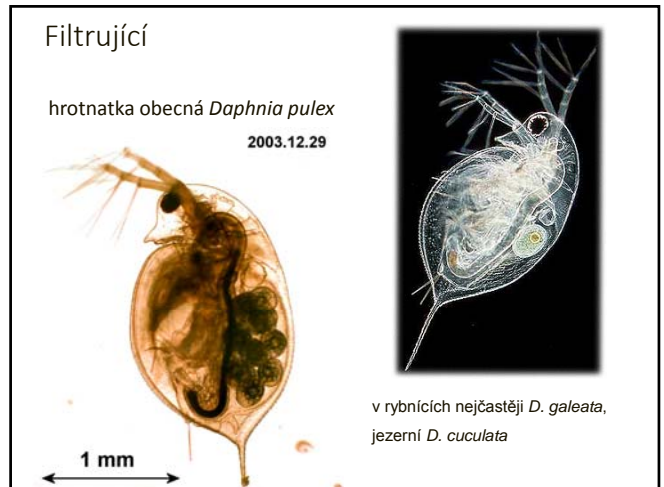 Filtrující
hrotnatka obecná Daphnia pulex
2003.12.29
1 mm
v rybnících nejčastěji D. galeata,
jezerní D. cuculata